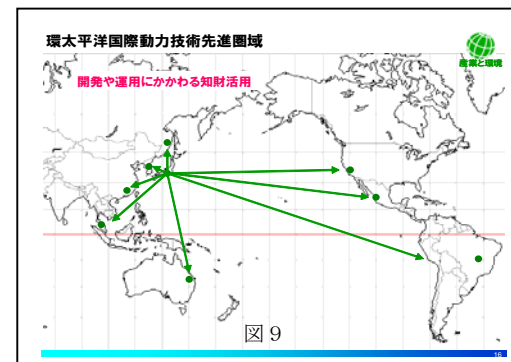 環太平洋国際動力技術先進圏域
産業と環境
開発や運用にかかわる知財活用
図９
16